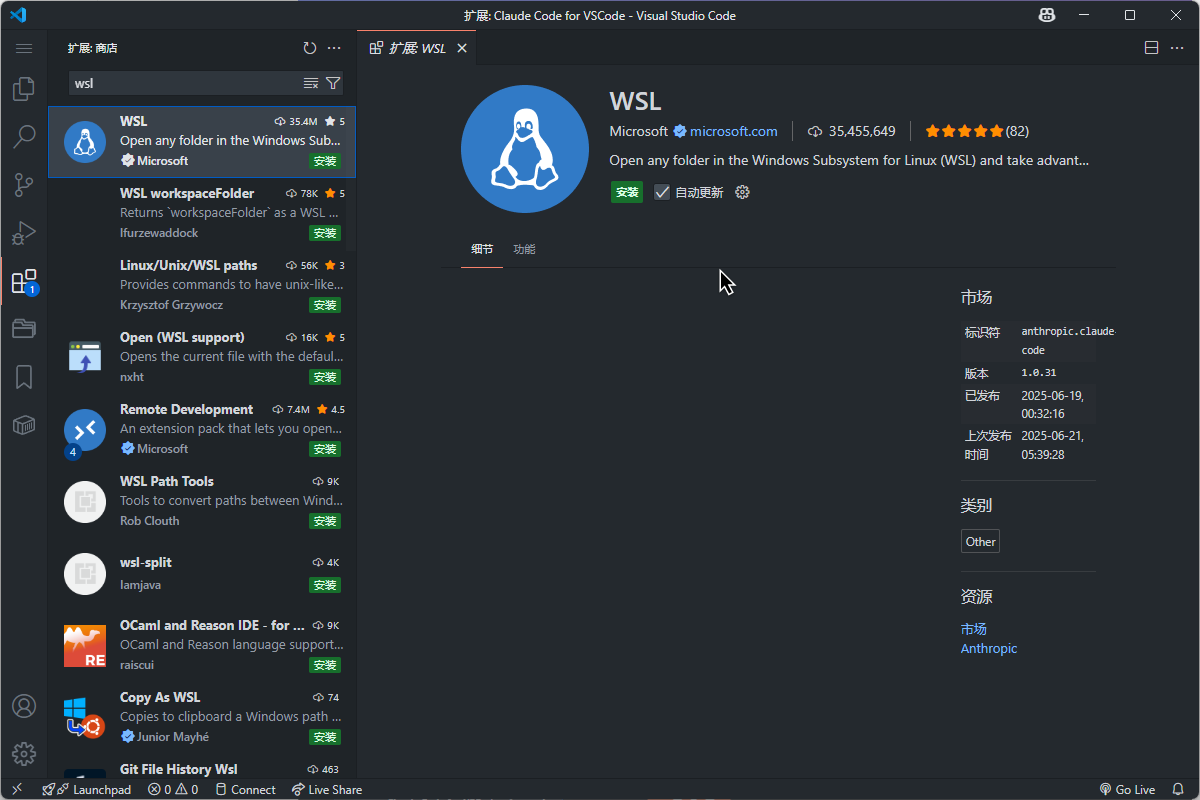 扩展: Claude Code for VSCode - Visual Studio Code
扩展: 商店
扩展: WSL
wsl
WSL 35.4M 5
Open any folder in the Windows Sub...
Microsoft 安装
WSL workspaceFolder 78K 5
Returns `workspaceFolder` as a WSL ...
lfurzewaddock 安装
Linux/Unix/WSL paths 56K 3
Provides commands to have unix-like...
Krzysztof Grzywocz 安装
Open (WSL support) 16K 5
Opens the current file with the defaul...
nxht 安装
Remote Development 7.4M 4.5
An extension pack that lets you open...
4 Microsoft 安装
WSL Path Tools 9K
Tools to convert paths between Wind...
Rob Clouth 安装
wsl-split 4K
lamjava 安装
OCaml and Reason IDE - for ... 9K
OCaml and Reason language support...
RE
raiscui 安装
Copy As WSL 74
Copies to clipboard a Windows path ...
Junior Mayhé 安装
Git File History Wsl 463
1
WSL
Microsoft microsoft.com 35,455,649 (82)
Open any folder in the Windows Subsystem for Linux (WSL) and take advant...
安装 自动更新
细节 功能
市场
标识符 anthropic.claude-
code
版本 1.0.31
已发布 2025-06-19,
00:32:16
上次发布 2025-06-21,
时间 05:39:28
类别
Other
资源
市场
Anthropic
Launchpad 0 0 Connect Live Share Go Live